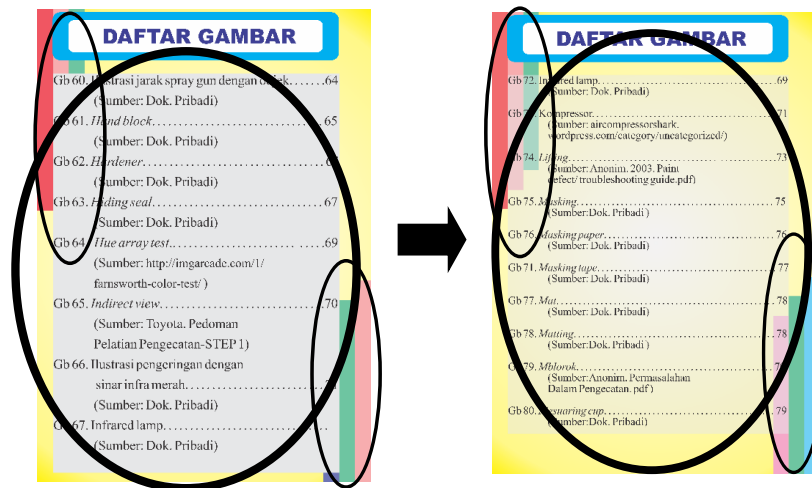 DAFTAR GAMBAR
Gb 60. Ilustrasi jarak spray gun dengan objek.......64
(Sumber: Dok. Pribadi)
Gb 61. Hand block.......65
(Sumber: Dok. Pribadi)
Gb 62. Hardener.......
(Sumber: Dok. Pribadi)
Gb 63. Hiding seal.......67
(Sumber: Dok. Pribadi)
Gb 64. Hue array test.......69
(Sumber: http://imgarcade.com/1/
farnsworth-color-test/ )
Gb 65. Indirect view.......70
(Sumber: Toyota. Pedoman
Pelatian Pengecatan-STEP 1)
Gb 66. Ilustrasi pengeringan dengan
sinar infra merah.......
(Sumber: Dok. Pribadi)
Gb 67. Infrared lamp.......
(Sumber: Dok. Pribadi)
DAFTAR GAMBAR
Gb 72. Infrared lamp.......69
(Sumber: Dok. Pribadi)
Gb 73. Kompressor.......71
(Sumber: aircompressorshark.
wordpress.com/category/uncategorized/)
Gb 74. Lifting.......73
(Sumber: Anonim. 2003. Paint
defect/ troubleshooting guide.pdf)
Gb 75. Masking.......75
(Sumber:Dok. Pribadi )
Gb 76. Masking paper.......76
(Sumber:Dok. Pribadi )
Gb 71. Masking tape.......77
(Sumber:Dok. Pribadi )
Gb 77. Mat.......78
(Sumber:Dok. Pribadi )
Gb 78. Matting.......78
(Sumber:Dok. Pribadi )
Gb 79. Mblorok.......
(Sumber:Anonim. Permasalahan
Dalam Pengecatan. pdf )
Gb 80. Mesuaring cup.......79
(Sumber:Dok. Pribadi )